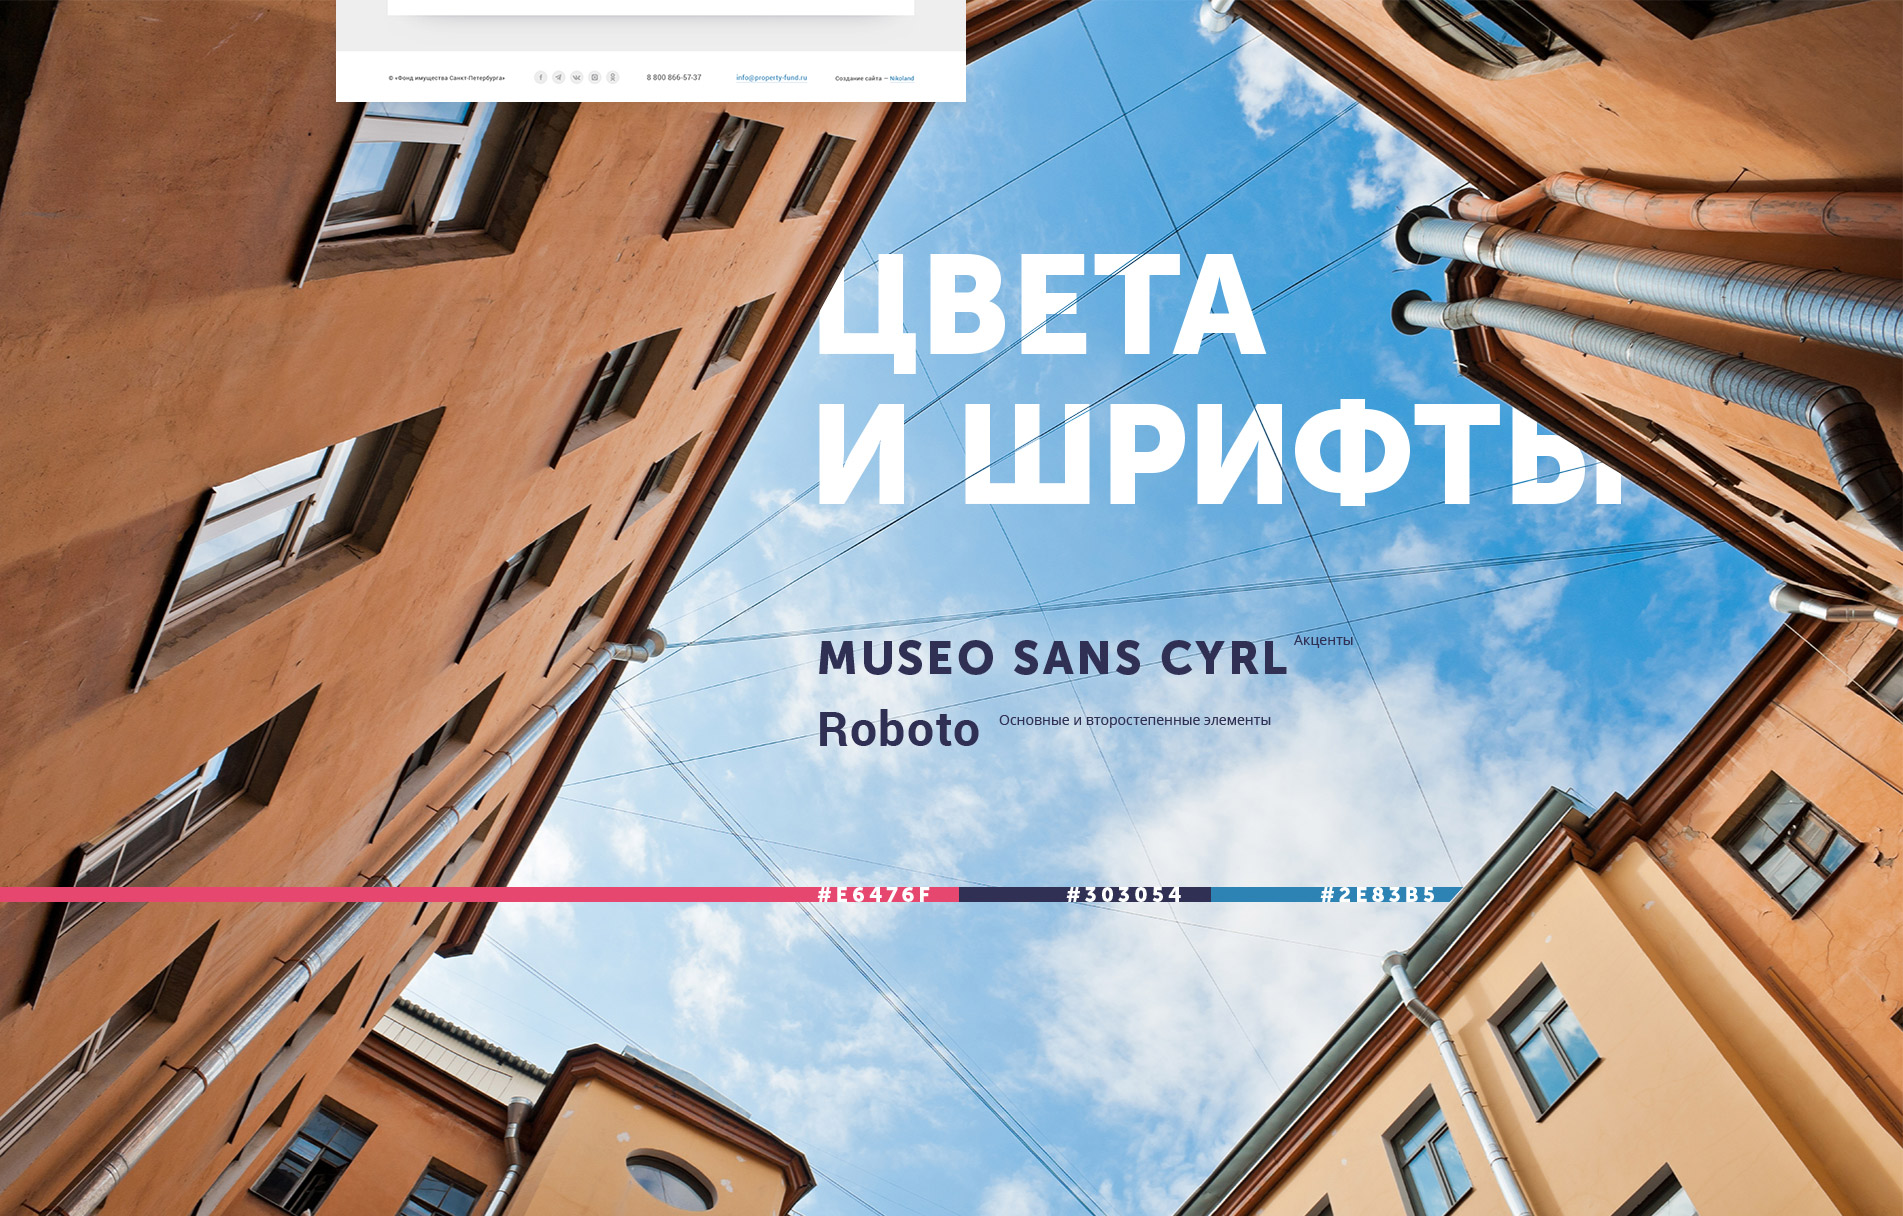 © «Фонд имущества Санкт-Петербурга»
8 800 866-57-37
info@property-fund.ru
Создание сайта — Nikoland
ЦВЕТА
И ШРИФТЫ
MUSEO SANS CYRL
Акценты
Roboto
Основные и второстепенные элементы
#E6476F
#303054
#2E83B5